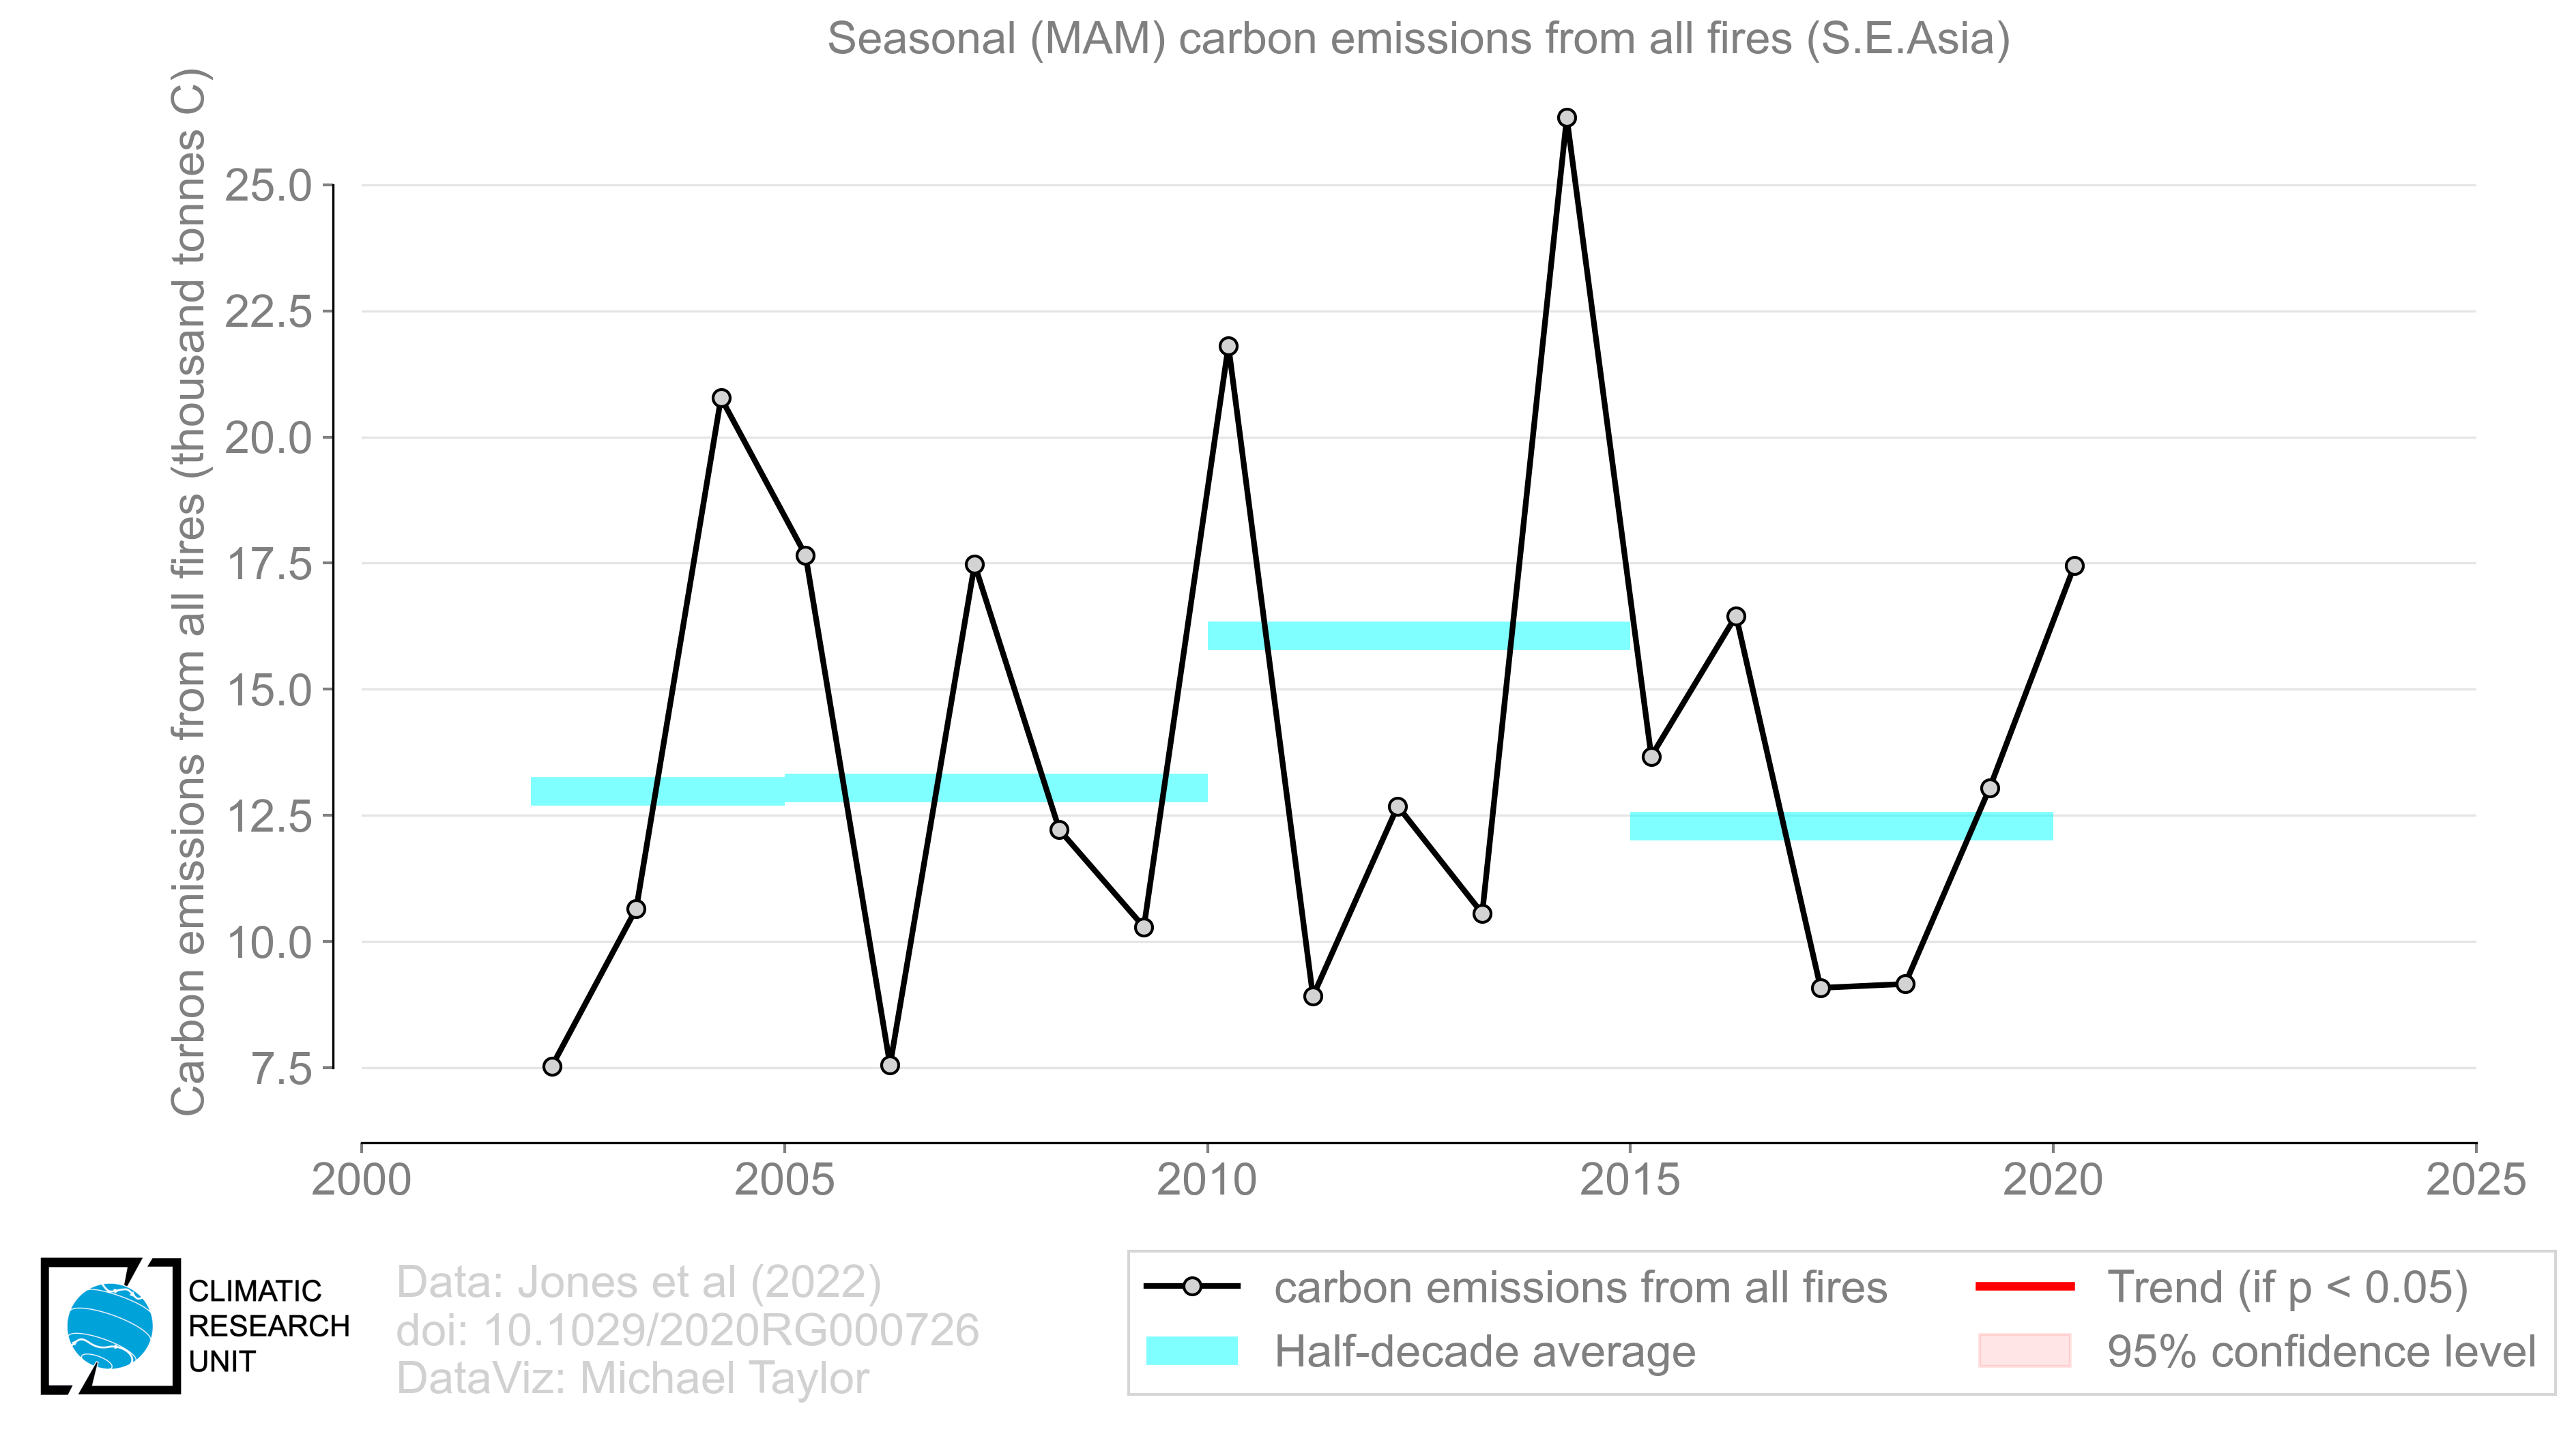 Seasonal (MAM) carbon emissions from all fires (S.E.Asia)
Carbon emissions from all fires (thousand tonnes C)
25.0
22.5
20.0
17.5
15.0
12.5
10.0
7.5
2000
2005
2010
2015
2020
2025
CLIMATIC
RESEARCH
UNIT
Data: Jones et al (2022)
doi: 10.1029/2020RG000726
DataViz: Michael Taylor
carbon emissions from all fires
Half-decade average
Trend (if p < 0.05)
95% confidence level